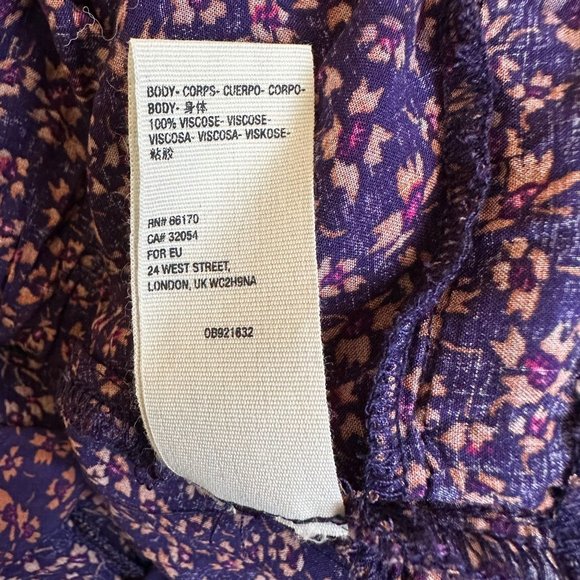 BODY- CORPS- CUERPO- CORPO-
BODY- 身体
100% VISCOSE- VISCOSE-
VISCOSA- VISCOSA- VISKOSE-
粘胶
RN# 66170
CA# 32054
FOR EU
24 WEST STREET,
LONDON, UK WC2H9NA
OB921632